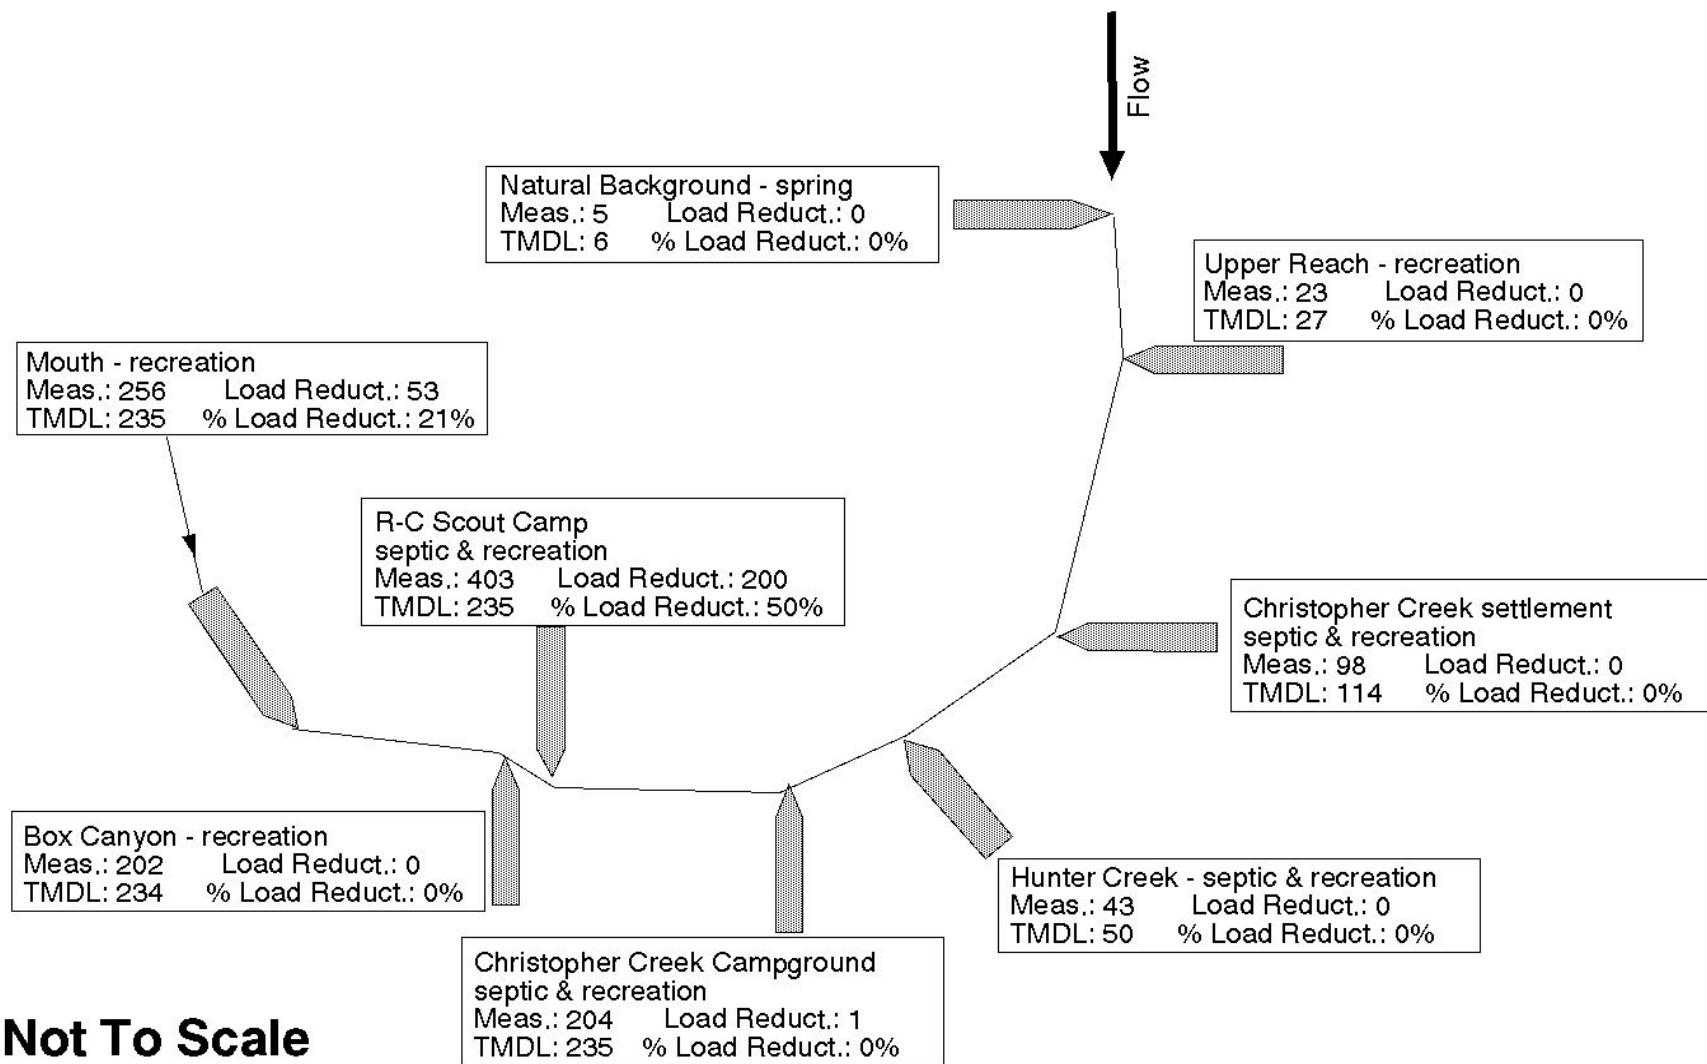 Flow
Natural Background - spring
Meas.: 5 Load Reduct.: 0
TMDL: 6 % Load Reduct.: 0%
Upper Reach - recreation
Meas.: 23 Load Reduct.: 0
TMDL: 27 % Load Reduct.: 0%
Mouth - recreation
Meas.: 256 Load Reduct.: 53
TMDL: 235 % Load Reduct.: 21%
R-C Scout Camp
septic & recreation
Meas.: 403 Load Reduct.: 200
TMDL: 235 % Load Reduct.: 50%
Christopher Creek settlement
septic & recreation
Meas.: 98 Load Reduct.: 0
TMDL: 114 % Load Reduct.: 0%
Box Canyon - recreation
Meas.: 202 Load Reduct.: 0
TMDL: 234 % Load Reduct.: 0%
Hunter Creek - septic & recreation
Meas.: 43 Load Reduct.: 0
TMDL: 50 % Load Reduct.: 0%
Christopher Creek Campground
septic & recreation
Meas.: 204 Load Reduct.: 1
TMDL: 235 % Load Reduct.: 0%
Not To Scale